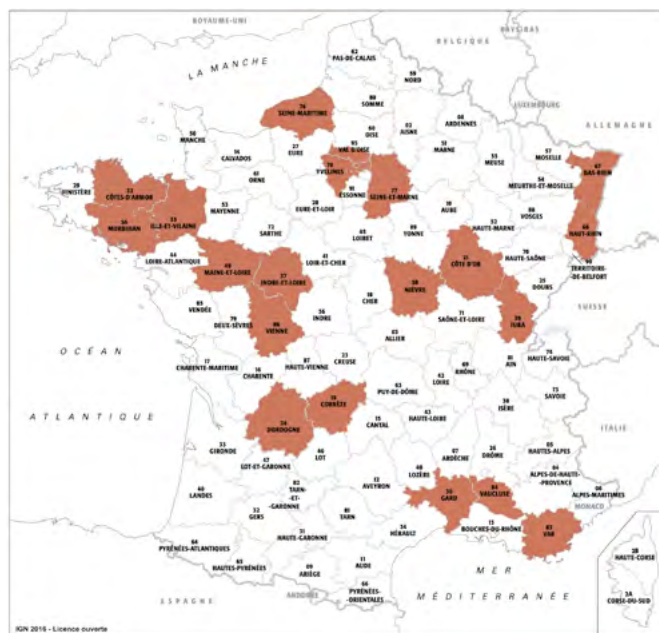 ROYAUME-UNI
BELGIQUE
PAYS-BAS
62
PAS-DE-CALAIS
LA MANCHE
59
NORD
LUXEMBOURG
ALLEMAGNE
76
SEINE-MARITIME
80
SOMME
02
AISNE
08
ARDENNES
60
OISE
50
MANCHE
14
CALVADOS
27
EURE
95
VAL D'OISE
78
YVELINES
51
MARNE
55
MEUSE
57
MOSELLE
67
BAS-RHIN
61
ORNE
91
ESSONNE
77
SEINE-ET-MARNE
54
MEURTHE-ET-MOSELLE
29
FINISTÈRE
22
CÔTES-D'ARMOR
56
MORBIHAN
35
ILLE-ET-VILAINE
53
MAYENNE
28
EURE-ET-LOIR
10
AUBE
88
VOSGES
72
SARTHE
45
LOIRET
89
YONNE
52
HAUTE-MARNE
68
HAUT-RHIN
44
LOIRE-ATLANTIQUE
49
MAINE-ET-LOIRE
37
INDRE-ET-LOIRE
41
LOIR-ET-CHER
21
CÔTE-D'OR
70
HAUTE-SAÔNE
90
TERRITOIRE-
DE-BELFORT
58
NIÈVRE
25
DOUBS
SUISSE
18
CHER
85
VENDÉE
79
DEUX-SÈVRES
86
VIENNE
36
INDRE
71
SAÔNE-ET-LOIRE
39
JURA
03
ALLIER
OCÉAN
17
CHARENTE-MARITIME
16
CHARENTE
87
HAUTE-VIENNE
23
CREUSE
63
PUY-DE-DÔME
42
LOIRE
69
RHÔNE
01
AIN
74
HAUTE-SAVOIE
73
SAVOIE
ATLANTIQUE
19
CORRÈZE
24
DORDOGNE
15
CANTAL
43
HAUTE-LOIRE
38
ISÈRE
ITALIE
33
GIRONDE
47
LOT-ET-GARONNE
46
LOT
07
ARDÈCHE
26
DRÔME
05
HAUTES-ALPES
40
LANDES
82
TARN-
-ET-
GARONNE
12
AVEYRON
48
LOZÈRE
30
GARD
84
VAUCLUSE
04
ALPES-DE-HAUTE-
-PROVENCE
06
ALPES-MARITIMES
MONACO
32
GERS
81
TARN
34
HÉRAULT
13
BOUCHES-DU-RHÔNE
83
VAR
64
PYRÉNÉES-ATLANTIQUES
31
HAUTE-GARONNE
65
HAUTES-PYRÉNÉES
09
ARIÈGE
11
AUDE
66
PYRÉNÉES-
-ORIENTALES
ESPAGNE
ANDORRE
MER
MÉDITERRANÉE
2B
HAUTE-CORSE
2A
CORSE-DU-SUD
IGN 2016 - Licence ouverte